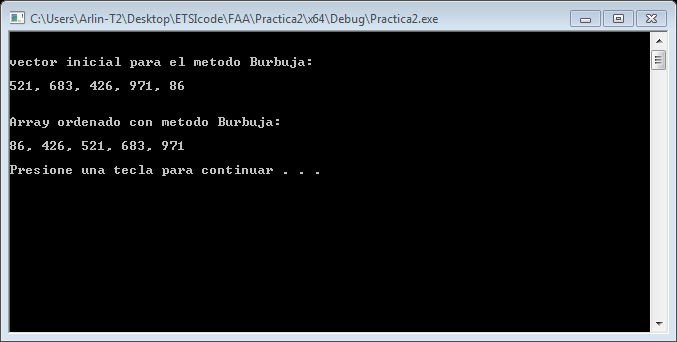 C:\Users\Arlin-T2\Desktop\ETSIcode\FAA\Practica2\x64\Debug\Practica2.exe
vector inicial para el metodo Burbuja:
521, 683, 426, 971, 86
Array ordenado con metodo Burbuja:
86, 426, 521, 683, 971
Presione una tecla para continuar . . .